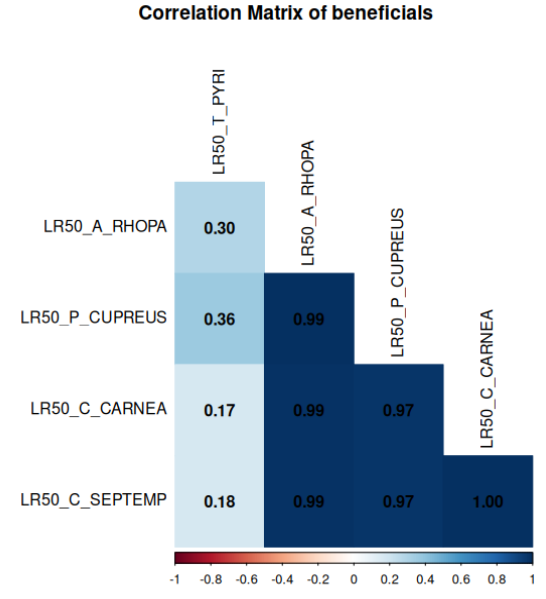 Correlation Matrix of beneficials
LR50_T_PYRI
LR50_A_RHOPA
LR50_P_CUPREUS
LR50_C_CARNEA
LR50_A_RHOPA 0.30
LR50_P_CUPREUS 0.36 0.99
LR50_C_CARNEA 0.17 0.99 0.97
LR50_C_SEPTEMP 0.18 0.99 0.97 1.00
-1 -0.8 -0.6 -0.4 -0.2 0 0.2 0.4 0.6 0.8 1